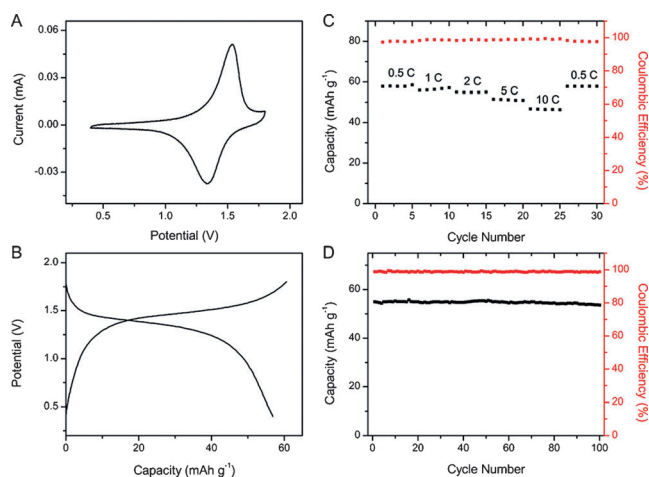 A
0.06
0.03
0.00
-0.03
Current (mA)
0.5
1.0
1.5
2.0
Potential (V)
B
2.0
1.5
1.0
0.5
Potential (V)
0
20
40
60
Capacity (mAh g⁻¹)
C
80
60
40
20
0
Capacity (mAh g⁻¹)
0.5 C
1 C
2 C
5 C
10 C
0.5 C
100
80
60
40
20
0
Coulombic Efficiency (%)
0
5
10
15
20
25
30
Cycle Number
D
60
40
20
0
Capacity (mAh g⁻¹)
120
100
80
60
40
20
0
Coulombic Efficiency (%)
0
20
40
60
80
100
Cycle Number